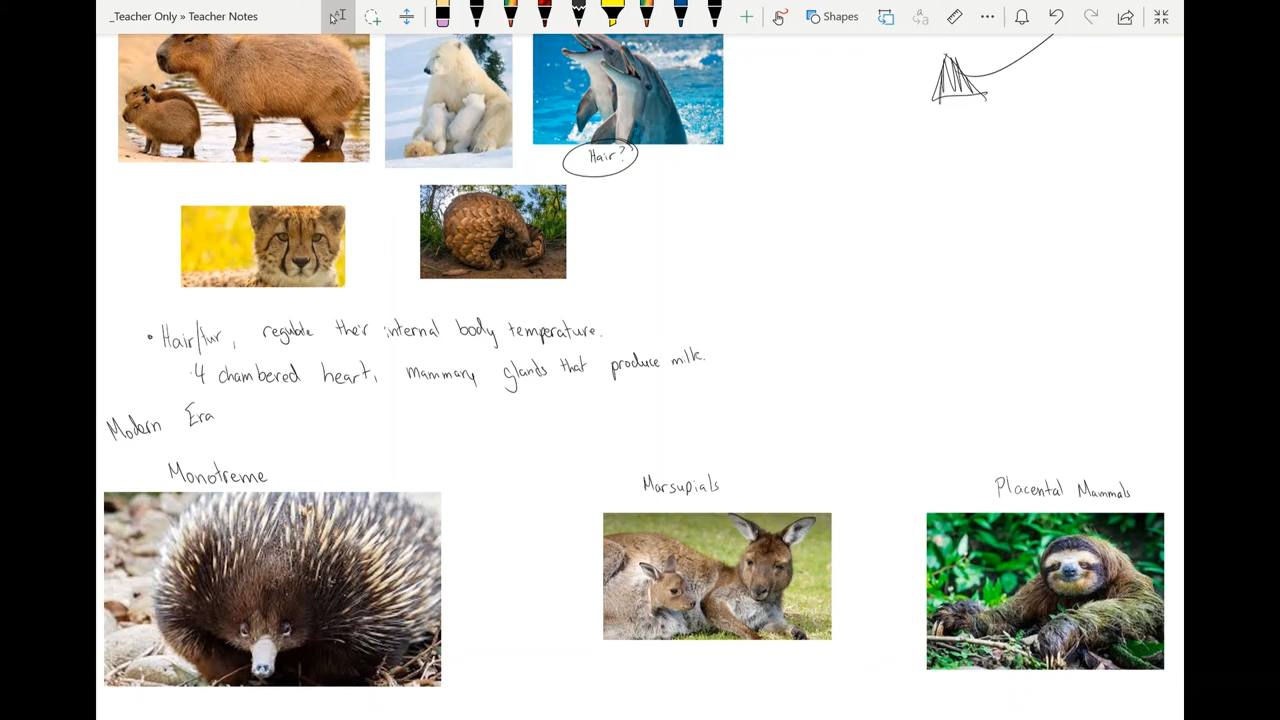 _Teacher Only » Teacher Notes
Shapes
Hair?
• Hair/fur, regulate their internal body temperature.
· 4 chambered heart, mammary glands that produce milk.
Modern Era
Monotreme
Marsupials
Placental Mammals